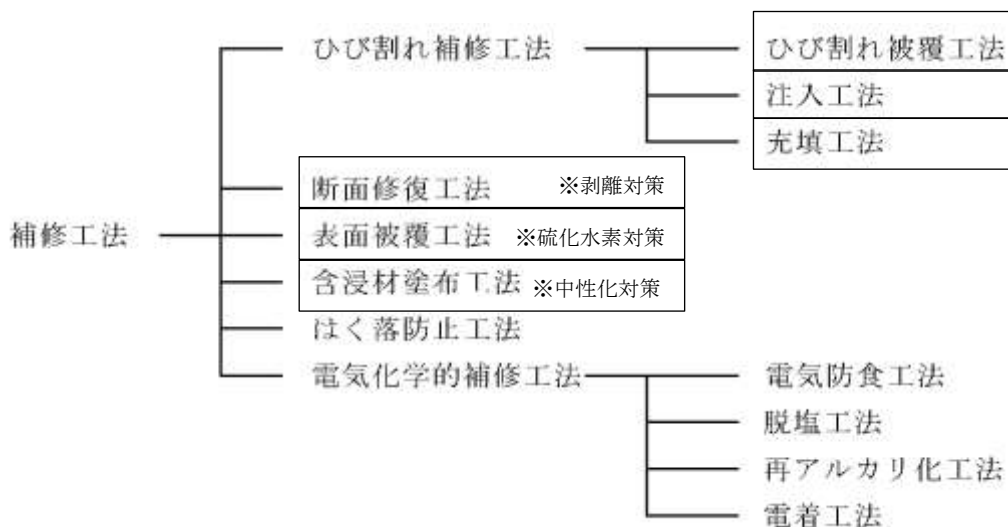 ひび割れ補修工法
ひび割れ被覆工法
注入工法
充填工法
断面修復工法 ※剥離対策
補修工法
表面被覆工法 ※硫化水素対策
含浸材塗布工法 ※中性化対策
はく落防止工法
電気化学的補修工法
電気防食工法
脱塩工法
再アルカリ化工法
電着工法